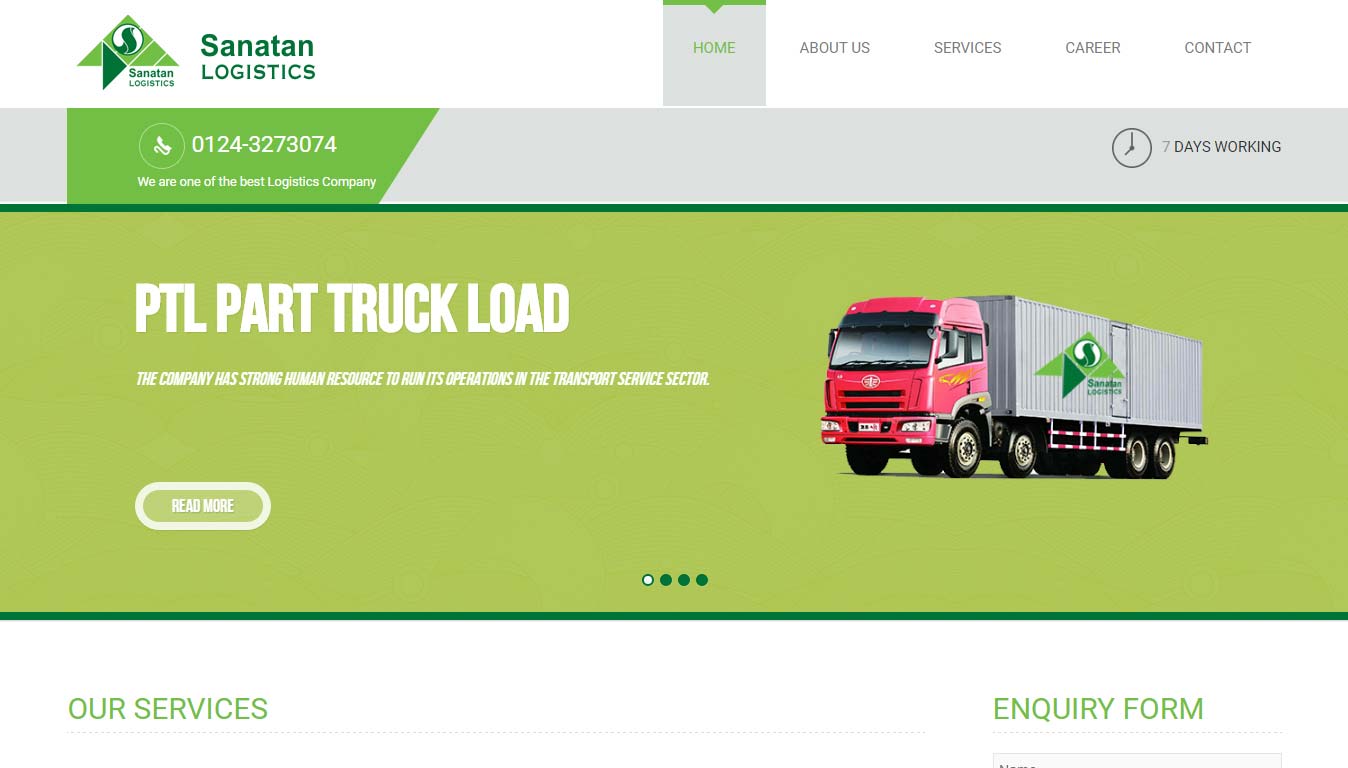 Sanatan
LOGISTICS
Sanatan
LOGISTICS
HOME
ABOUT US
SERVICES
CAREER
CONTACT
0124-3273074
We are one of the best Logistics Company
7 DAYS WORKING
PTL PART TRUCK LOAD
THE COMPANY HAS STRONG HUMAN RESOURCE TO RUN ITS OPERATIONS IN THE TRANSPORT SERVICE SECTOR.
Sanatan
LOGISTICS
READ MORE
OUR SERVICES
ENQUIRY FORM
Name